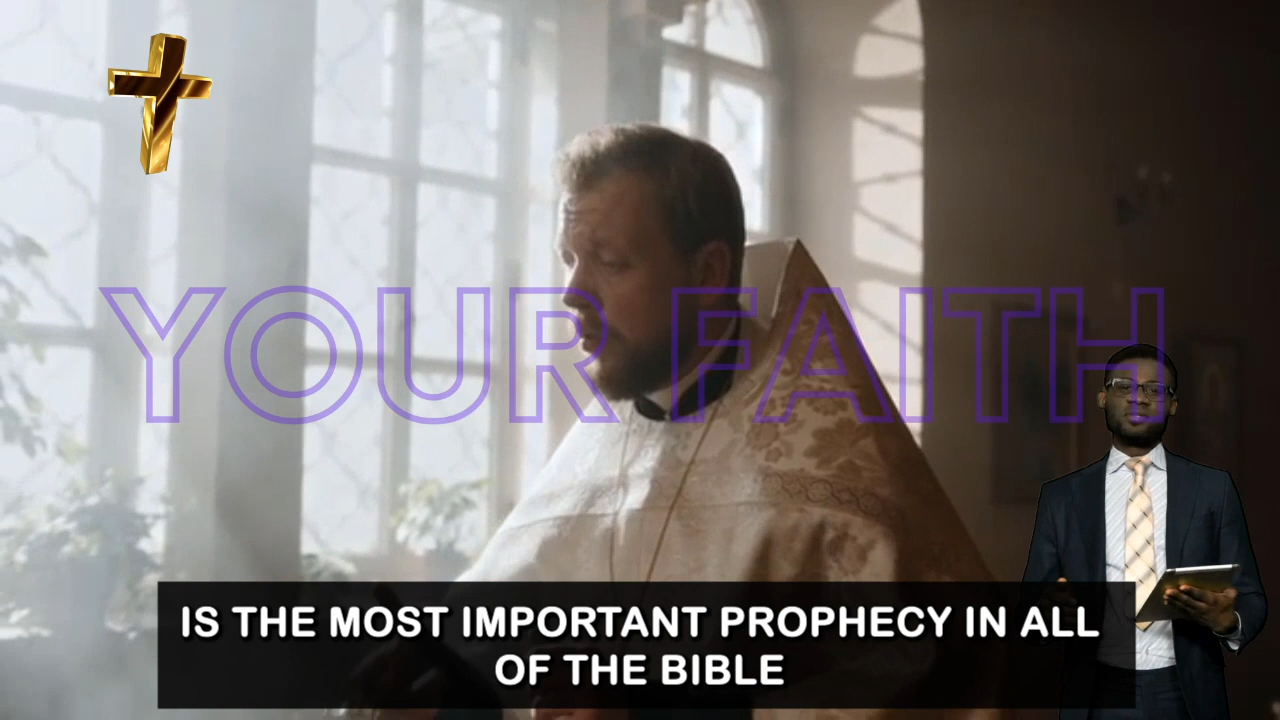 YOUR FAITH
IS THE MOST IMPORTANT PROPHECY IN ALL
OF THE BIBLE